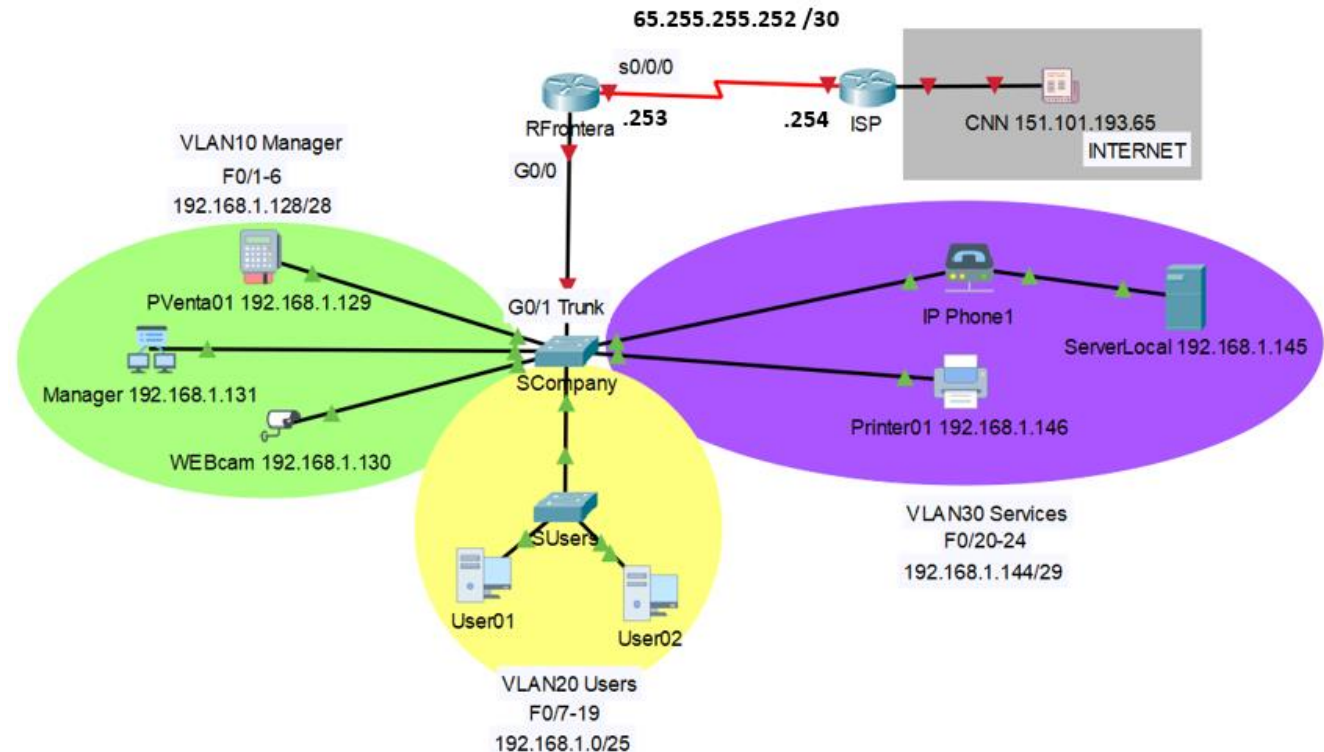 65.255.255.252 /30
s0/0/0
RFrontera
.253
.254
ISP
CNN 151.101.193.65
INTERNET
G0/0
VLAN10 Manager
F0/1-6
192.168.1.128/28
PVenta01 192.168.1.129
Manager 192.168.1.131
WEBcam 192.168.1.130
G0/1 Trunk
SCompany
IP Phone1
ServerLocal 192.168.1.145
Printer01 192.168.1.146
VLAN30 Services
F0/20-24
192.168.1.144/29
SUsers
User01
User02
VLAN20 Users
F0/7-19
192.168.1.0/25